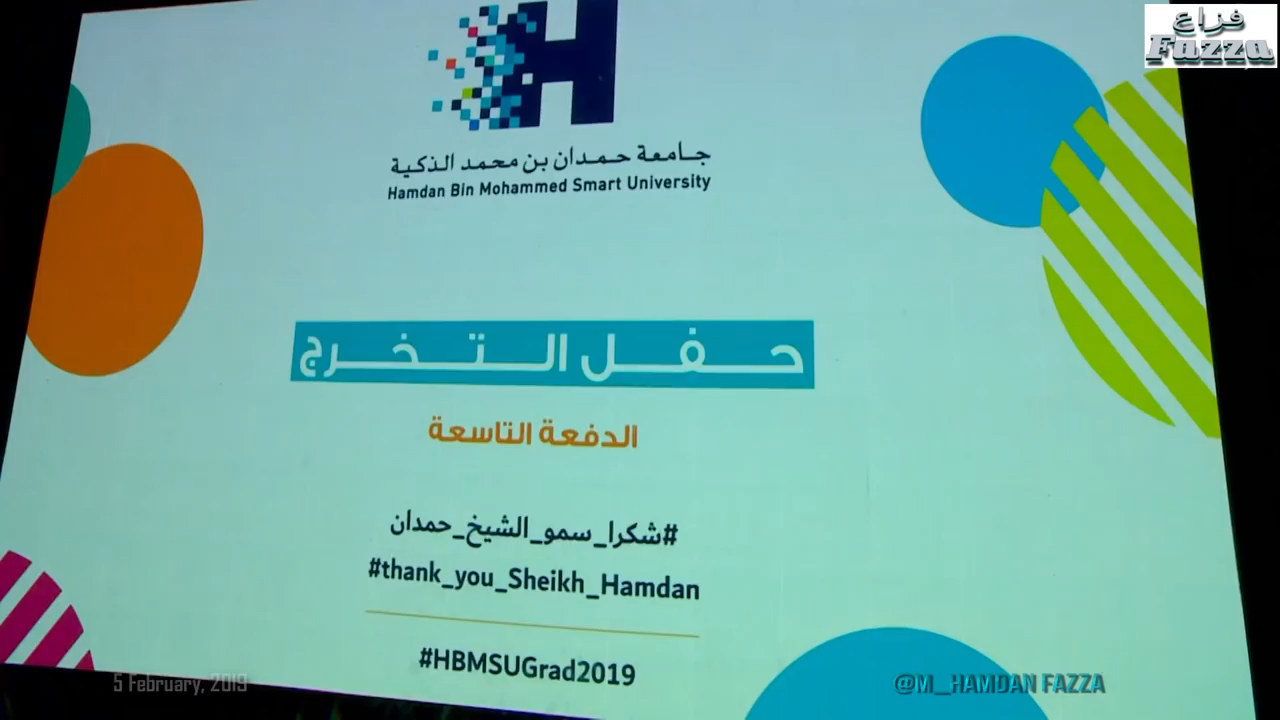 فزاع
Fazza
جامعة حمدان بن محمد الذكية
Hamdan Bin Mohammed Smart University
حفل التخرج
الدفعة التاسعة
#شكرا_سمو_الشيخ_حمدان
#thank_you_Sheikh_Hamdan
#HBMSUGrad2019
5 February, 2019
@M_HAMDAN FAZZA